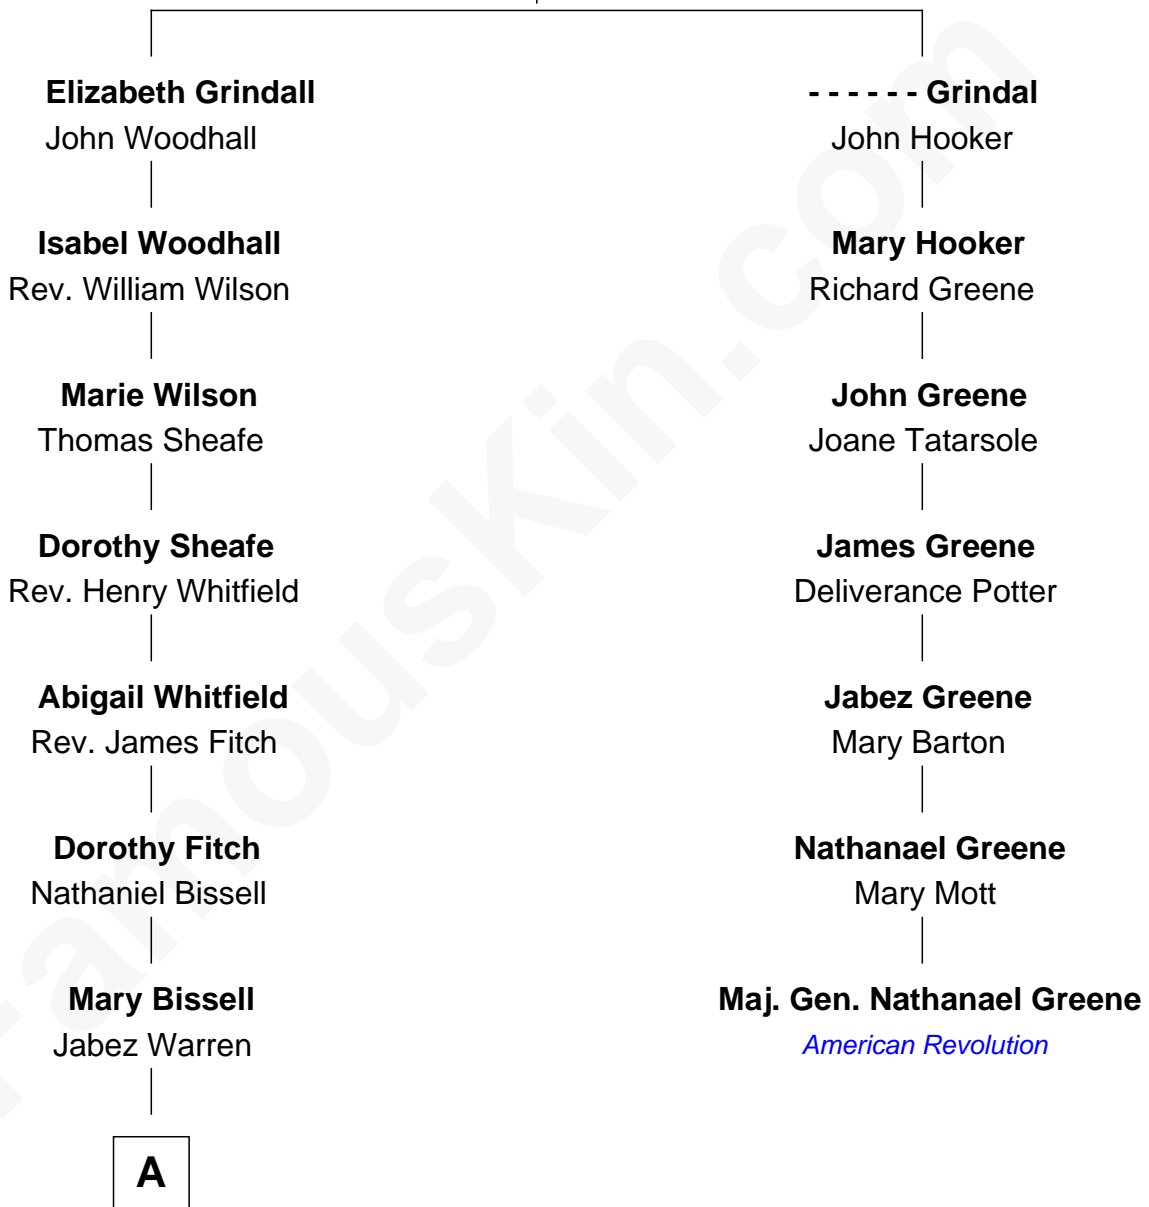 Elizabeth Grindall
John Woodhall
Isabel Woodhall
Rev. William Wilson
Marie Wilson
Thomas Sheafe
Dorothy Sheafe
Rev. Henry Whitfield
Abigail Whitfield
Rev. James Fitch
Dorothy Fitch
Nathaniel Bissell
Mary Bissell
Jabez Warren
A
- - - - - - Grindal
John Hooker
Mary Hooker
Richard Greene
John Greene
Joane Tatarsole
James Greene
Deliverance Potter
Jabez Greene
Mary Barton
Nathanael Greene
Mary Mott
Maj. Gen. Nathanael Greene
American Revolution
FamousKin.com